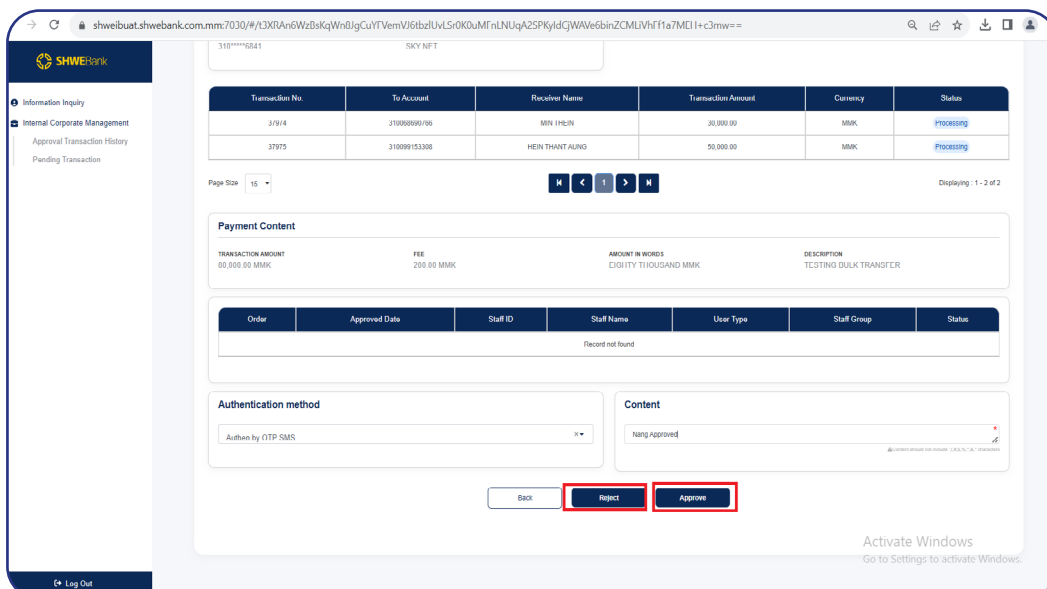 shweibuat.shwebank.com.mm:7030/#/
SHWEBank
310*****6841 SKY NET
Information Inquiry
Internal Corporate Management
Approval Transaction History
Pending Transaction
Transaction No. To Account Receiver Name Transaction Amount Currency Status
37974 310068690766 MIN THEIN 30,000.00 MMK Processing
37975 310099153308 HEIN THANT AUNG 50,000.00 MMK Processing
Page Size 15 1 Displaying : 1 - 2 of 2
Payment Content
TRANSACTION AMOUNT FEE AMOUNT IN WORDS DESCRIPTION
MMK 200.00 MMK EIGHTY THOUSAND MMK TESTING BULK TRANSFER
Order Approved Date Staff ID Staff Name User Type Staff Group Status
Record not found
Authentication method Content
Authen by OTP SMS Nang Approved *
Back Reject Approve
Activate Windows
Go to Settings to activate Windows.
Log Out